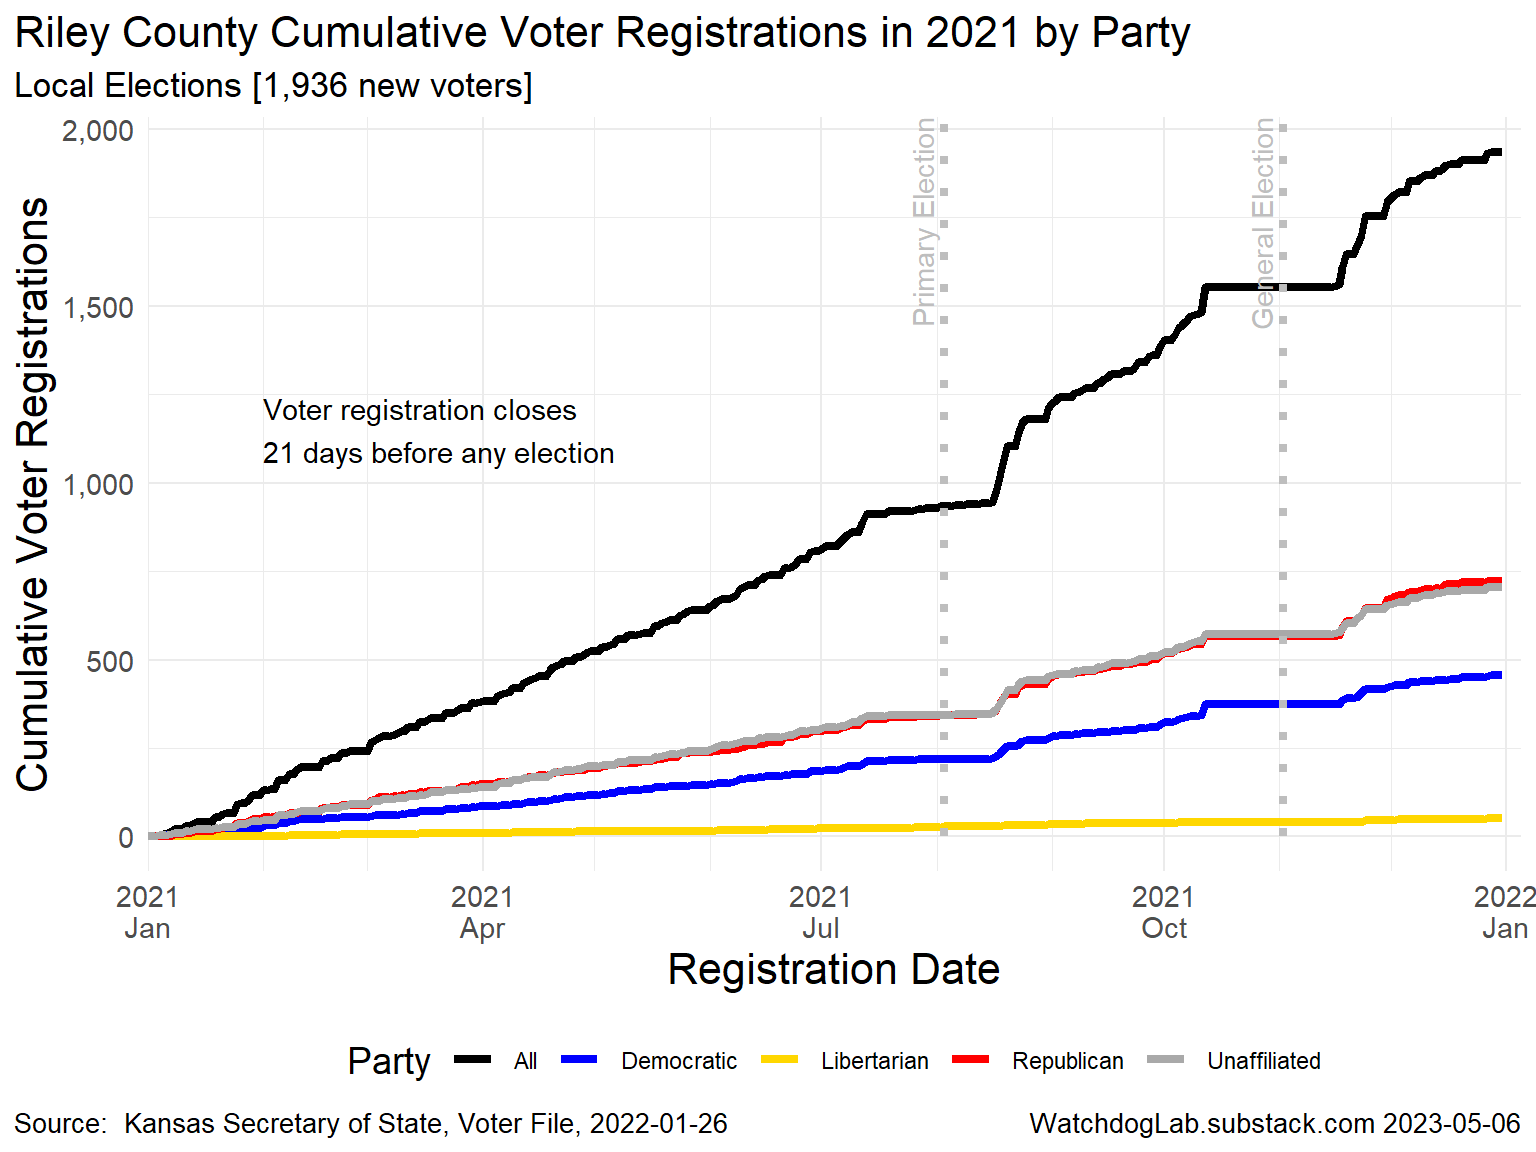 Riley County Cumulative Voter Registrations in 2021 by Party
Local Elections [1,936 new voters]
Cumulative Voter Registrations
2,000
1,500
1,000
500
0
Primary Election
General Election
Voter registration closes
21 days before any election
2021 2021 2021 2021 2022
Jan Apr Jul Oct Jan
Registration Date
Party All Democratic Libertarian Republican Unaffiliated
Source:  Kansas Secretary of State, Voter File, 2022-01-26
WatchdogLab.substack.com 2023-05-06